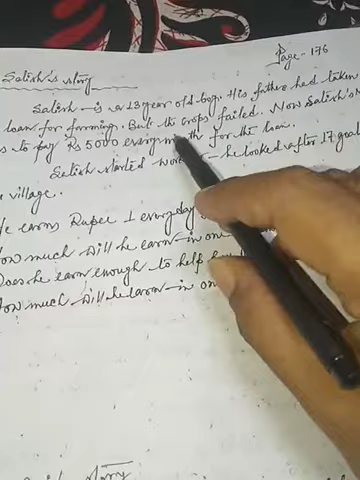 Page - 176
Satish's story
Satish is a 13 year old boy. His father had taken
loan for farming. But the crops failed. Now Satish's
to pay Rs 5000 every month for the loan.
Satish started he looked after 17
village.
He earns Rupee 1 everyday
How much will he earn in one
Does he earn enough to help
How much will he earn in one
story